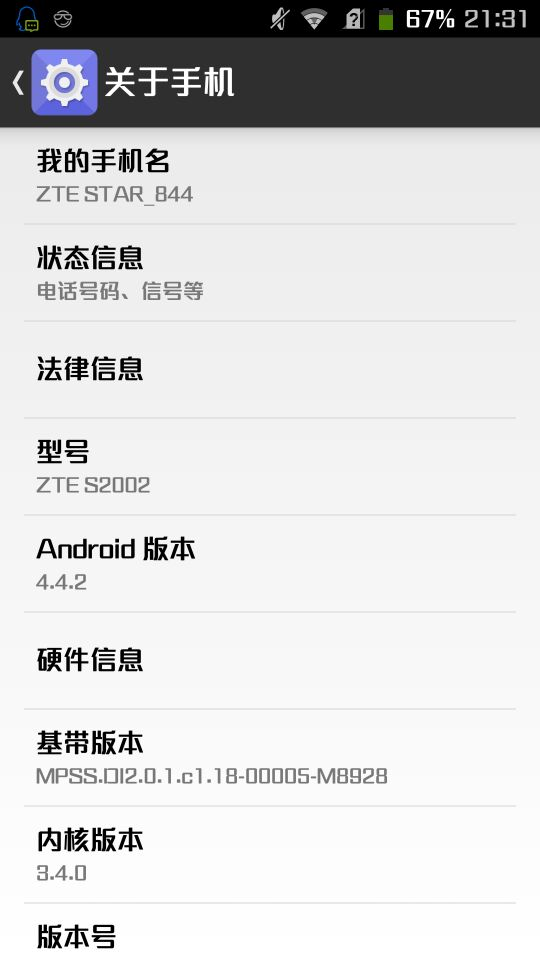 67% 21:31
关于手机
我的手机名
ZTE STAR_844
状态信息
电话号码、信号等
法律信息
型号
ZTE S2002
Android 版本
4.4.2
硬件信息
基带版本
MPSS.DI2.0.1.c1.18-00005-M8928
内核版本
3.4.0
版本号